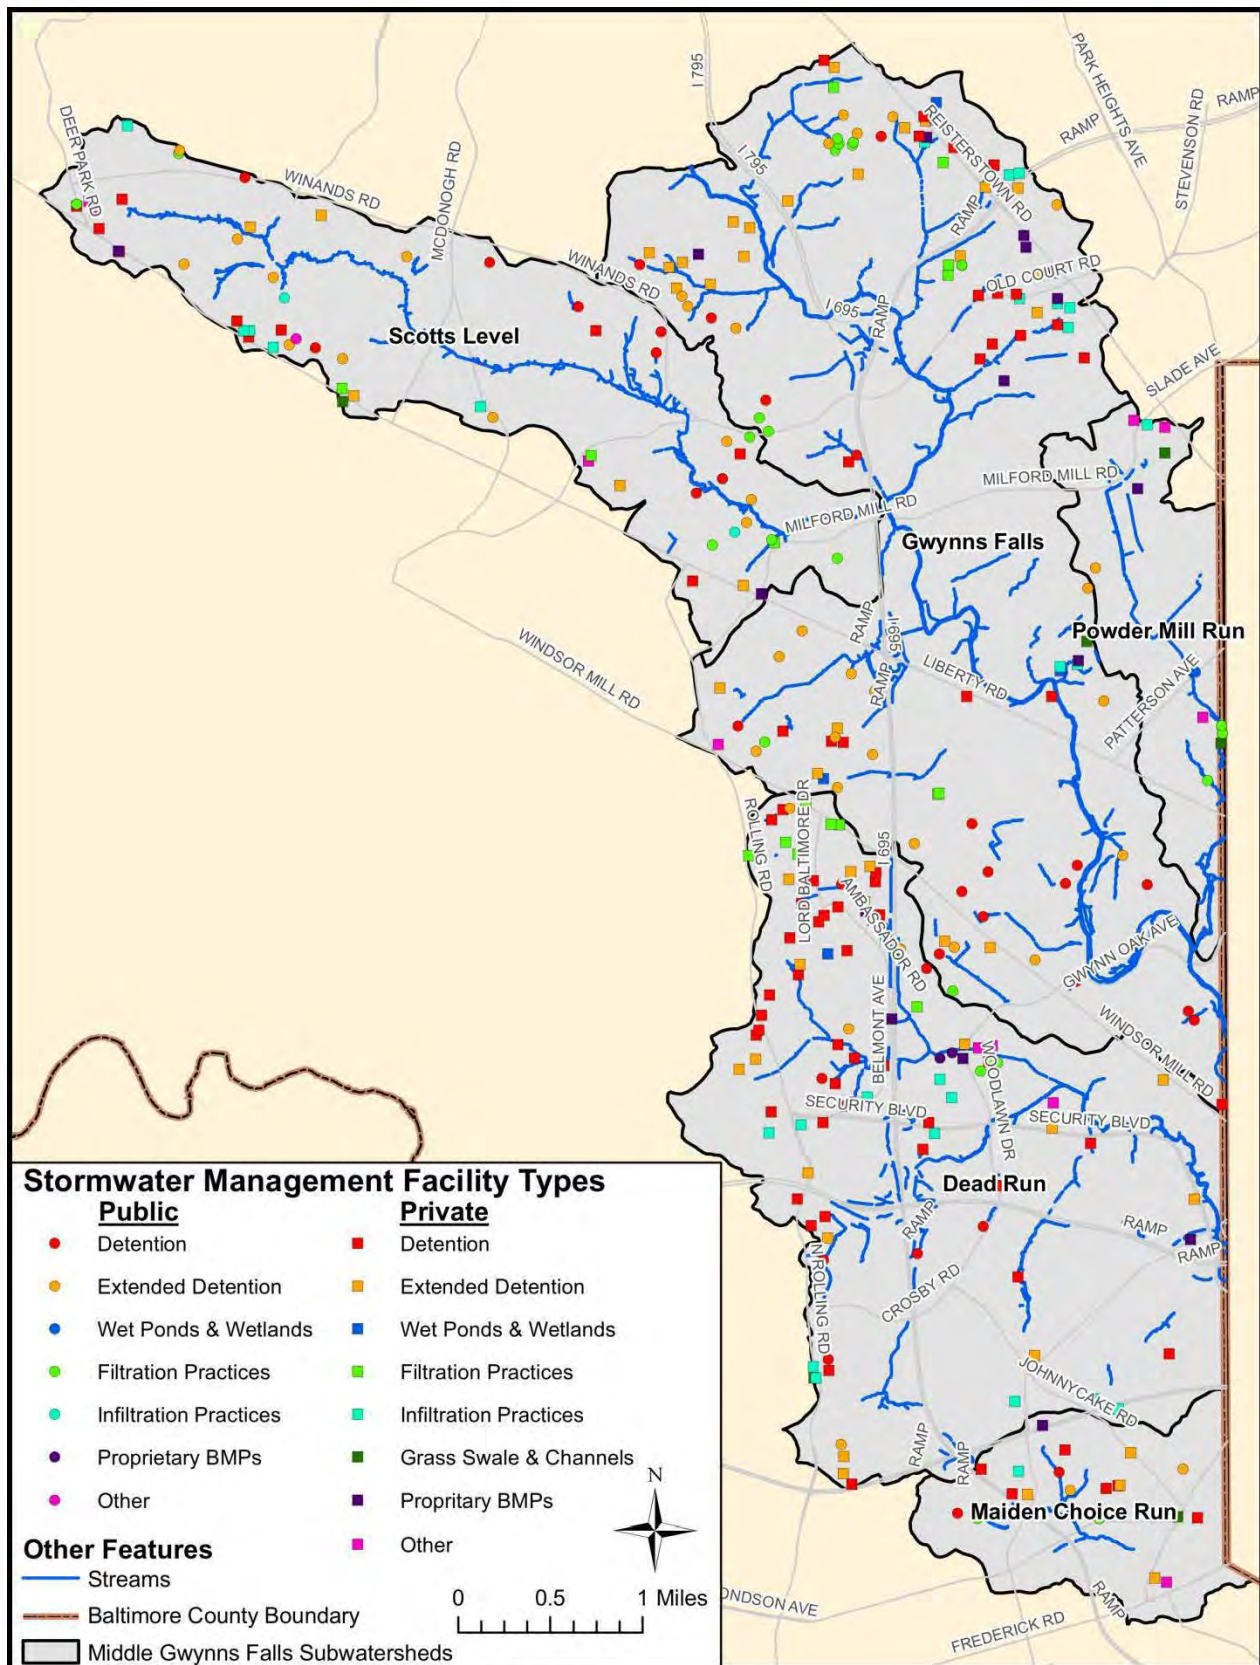 I 795
PARK HEIGHTS AVE
RAMP
STEVENSON RD
REISTERSTOWN RD
RAMP
DEER PARK RD
I 795
WINANDS RD
MCDONOGH RD
RAMP
WINANDS RD
OLD COURT RD
I 695
RAMP
Scotts Level
SLADE AVE
MILFORD MILL RD
MILFORD MILL RD
Gwynns Falls
RAMP
I 695
Powder Mill Run
WINDSOR MILL RD
LIBERTY RD
RAMP
PATTERSON AVE
ROLLING RD
LORD BALTIMORE DR
I 695
AMBASSADOR RD
GWYNN OAK AVE
BELMONT AVE
WINDSOR MILL RD
WOODLAWN DR
SECURITY BLVD
SECURITY BLVD
Dead Run
RAMP
RAMP
RAMP
N ROLLING RD
CROSBY RD
JOHNNYCAKE RD
RAMP
RAMP
Maiden Choice Run
RAMP
ONDSON AVE
FREDERICK RD
Stormwater Management Facility Types
Public Private
Detention Detention
Extended Detention Extended Detention
Wet Ponds & Wetlands Wet Ponds & Wetlands
Filtration Practices Filtration Practices
Infiltration Practices Infiltration Practices
Proprietary BMPs Grass Swale & Channels
Other Propritary BMPs
Other
N
Other Features
Streams
Baltimore County Boundary
Middle Gwynns Falls Subwatersheds
0 0.5 1 Miles